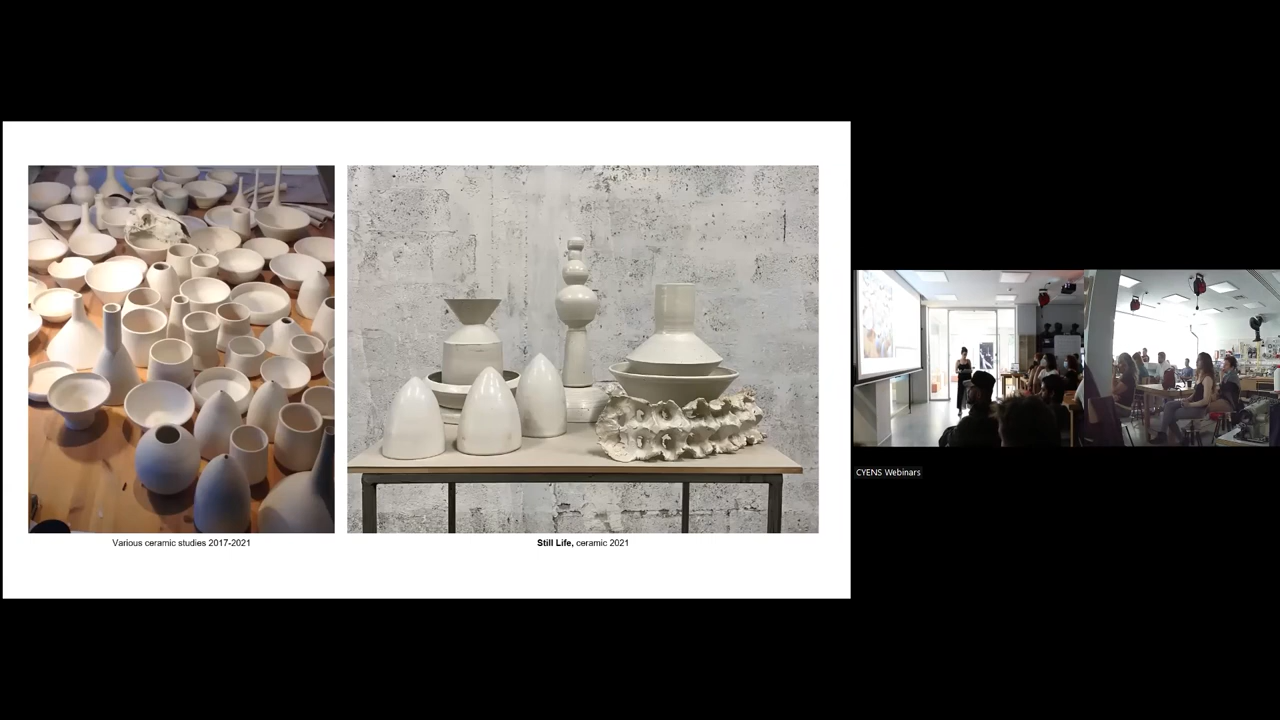 Various ceramic studies 2017-2021
Still Life, ceramic 2021
CYENS Webinars